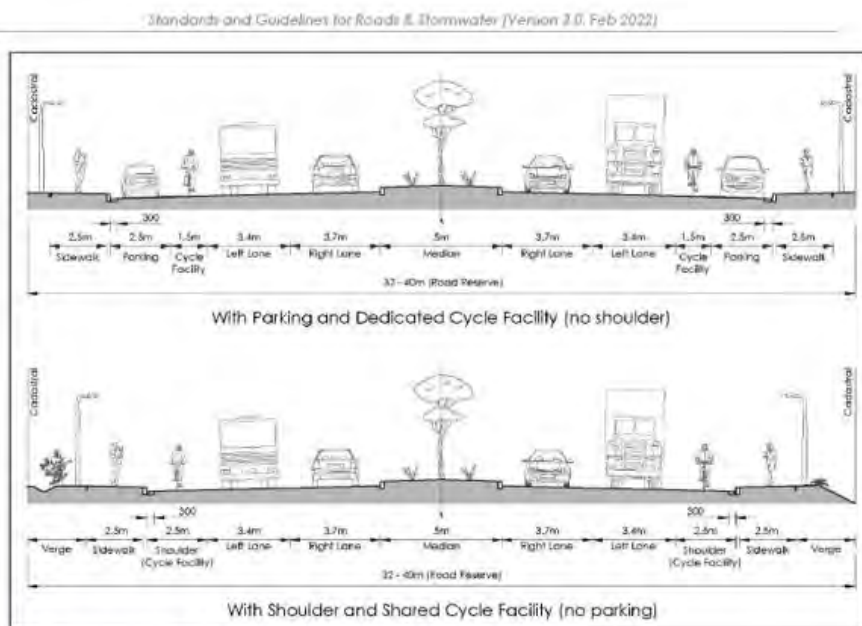 Standards and Guidelines for Roads & Stormwater (Version 3.0, Feb 2022)
Cadastral
Cadastral
300
300
2.5m 2.5m 1.5m 3.4m 3.7m 5m 3.7m 3.4m 1.5m 2.5m 2.5m
Sidewalk Parking Cycle Facility Left Lane Right Lane Median Right Lane Left Lane Cycle Facility Parking Sidewalk
32 - 40m (Road Reserve)
With Parking and Dedicated Cycle Facility (no shoulder)
Cadastral
Cadastral
300
300
2.5m 2.5m 3.4m 3.7m 5m 3.7m 3.4m 2.5m 2.5m
Verge Sidewalk Shoulder (Cycle Facility) Left Lane Right Lane Median Right Lane Left Lane Shoulder (Cycle Facility) Sidewalk Verge
32 - 40m (Road Reserve)
With Shoulder and Shared Cycle Facility (no parking)